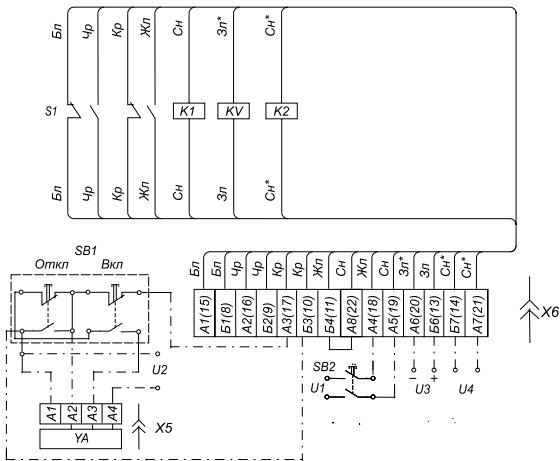 Бл Чр Кр Жл Сн Зл* Сн*
S1 K1 KV K2
Бл Чр Кр Жл Сн Зл Сн*
SB1
Откл Вкл
Бл Бл Чр Чр Кр Кр Жл Сн Жл Сн Зл* Зл Сн* Сн*
А1(15) Б1(8) А2(16) Б2(9) А3(17) Б3(10) Б4(11) А8(22) А4(18) А5(19) А6(20) Б6(13) Б7(14) А7(21)
X6
U2
SB2
U1
− +
U3 U4
А1 А2 А3 А4
X5
YA